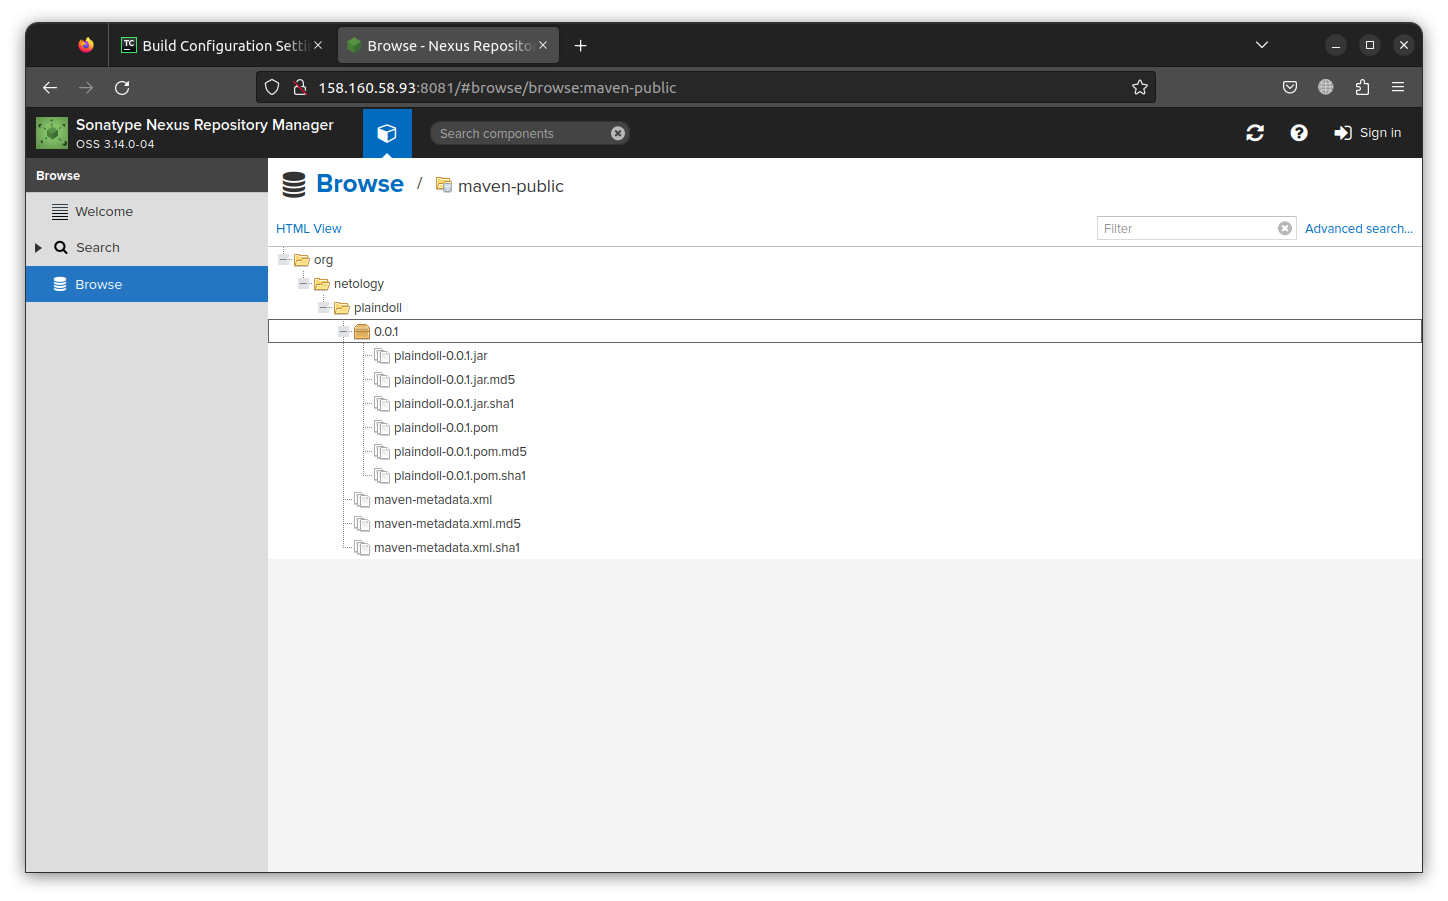 Build Configuration Setti
Browse - Nexus Reposito
158.160.58.93:8081/#browse/browse:maven-public
Sonatype Nexus Repository Manager
OSS 3.14.0-04
Search components
Sign in
Browse
Welcome
Search
Browse
Browse / maven-public
HTML View
Filter
Advanced search...
org
netology
plaindoll
0.0.1
plaindoll-0.0.1.jar
plaindoll-0.0.1.jar.md5
plaindoll-0.0.1.jar.sha1
plaindoll-0.0.1.pom
plaindoll-0.0.1.pom.md5
plaindoll-0.0.1.pom.sha1
maven-metadata.xml
maven-metadata.xml.md5
maven-metadata.xml.sha1